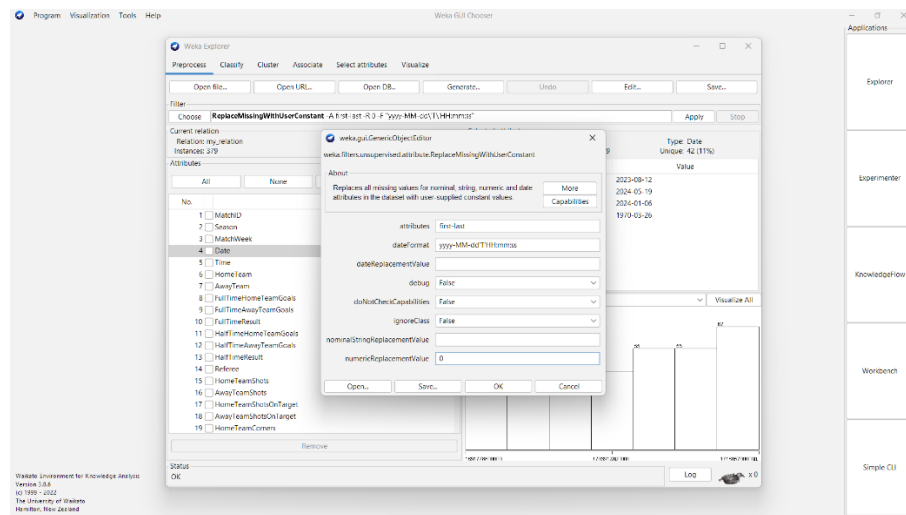 Program Visualization Tools Help
Weka GUI Chooser
Applications
Explorer
Experimenter
KnowledgeFlow
Workbench
Simple CLI
Weka Explorer
Preprocess Classify Cluster Associate Select attributes Visualize
Open file... Open URL... Open DB... Generate... Undo Edit... Save...
Filter
Choose ReplaceMissingWithUserConstant -A first-last -R 0 -F "yyyy-MM-dd\'T\'HH:mm:ss" Apply Stop
Current relation
Relation: my_relation
Instances: 379
Type: Date
Unique: 42 (11%)
Attributes
All None
Value
2023-08-12
2024-05-19
2024-01-06
1970-03-26
No.
1 MatchID
2 Season
3 MatchWeek
4 Date
5 Time
6 HomeTeam
7 AwayTeam
8 FullTimeHomeTeamGoals
9 FullTimeAwayTeamGoals
10 FullTimeResult
11 HalfTimeHomeTeamGoals
12 HalfTimeAwayTeamGoals
13 HalfTimeResult
14 Referee
15 HomeTeamShots
16 AwayTeamShots
17 HomeTeamShotsOnTarget
18 AwayTeamShotsOnTarget
19 HomeTeamCorners
Remove
weka.gui.GenericObjectEditor
weka.filters.unsupervised.attribute.ReplaceMissingWithUserConstant
About
Replaces all missing values for nominal, string, numeric and date
attributes in the dataset with user-supplied constant values.
More
Capabilities
attributes first-last
dateFormat yyyy-MM-dd'T'HH:mm:ss
dateReplacementValue
debug False
doNotCheckCapabilities False
ignoreClass False
nominalStringReplacementValue
numericReplacementValue 0
Open... Save... OK Cancel
Visualize All
Status
OK
Log
x 0
Waikato Environment for Knowledge Analysis
Version 3.8.6
(c) 1999 - 2022
The University of Waikato
Hamilton, New Zealand